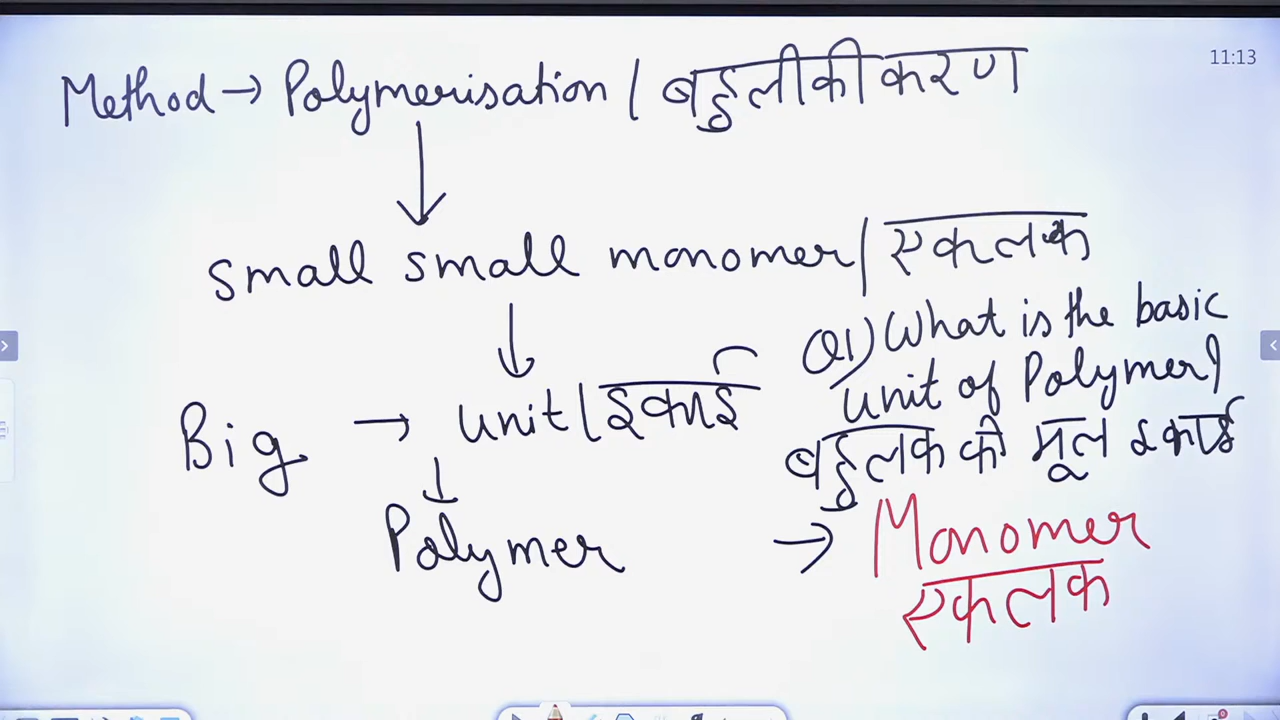 11:13
Method → Polymerisation / बहुलीकीकरण
↓
small small monomer / एकलक
↓
Big → unit / इकाई
↓
Polymer
Q1) What is the basic
unit of Polymer?
बहुलक की मूल इकाई
→ Monomer
एकलक